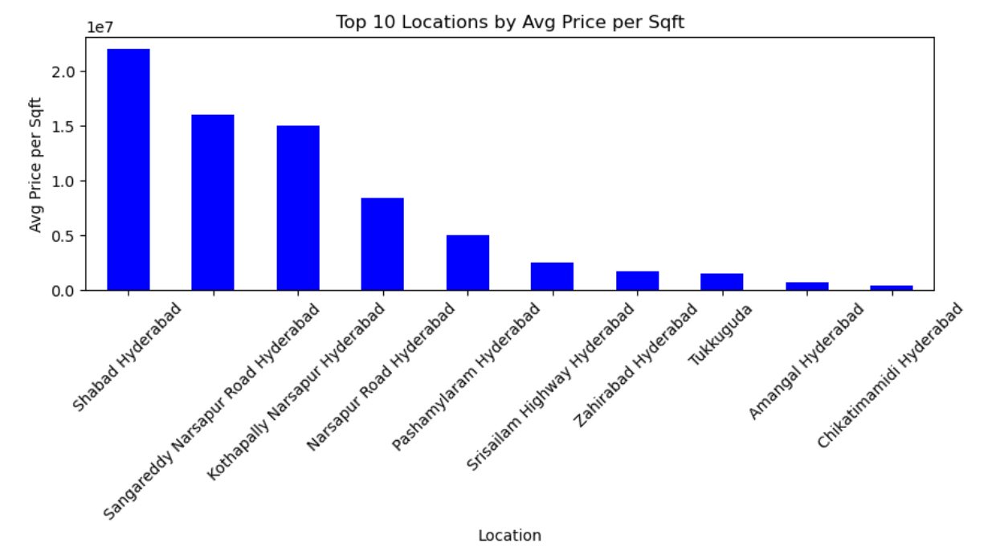 Top 10 Locations by Avg Price per Sqft
1e7
Avg Price per Sqft
2.0
1.5
1.0
0.5
0.0
Shabad Hyderabad
Sangareddy Narsapur Road Hyderabad
Kothapally Narsapur Hyderabad
Narsapur Road Hyderabad
Pashamylaram Hyderabad
Srisailam Highway Hyderabad
Zahirabad Hyderabad
Tukkuguda
Amangal Hyderabad
Chikatimamidi Hyderabad
Location